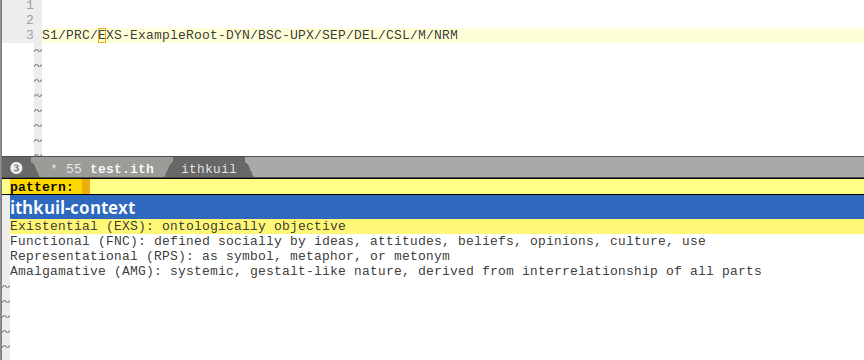 1
2
3 S1/PRC/EXS-ExampleRoot-DYN/BSC-UPX/SEP/DEL/CSL/M/NRM
~
~
~
~
~
~
~
~
3 * 55 test.ith ithkuil
pattern:
ithkuil-context
Existential (EXS): ontologically objective
Functional (FNC): defined socially by ideas, attitudes, beliefs, opinions, culture, use
Representational (RPS): as symbol, metaphor, or metonym
Amalgamative (AMG): systemic, gestalt-like nature, derived from interrelationship of all parts
~
~
~
~
~